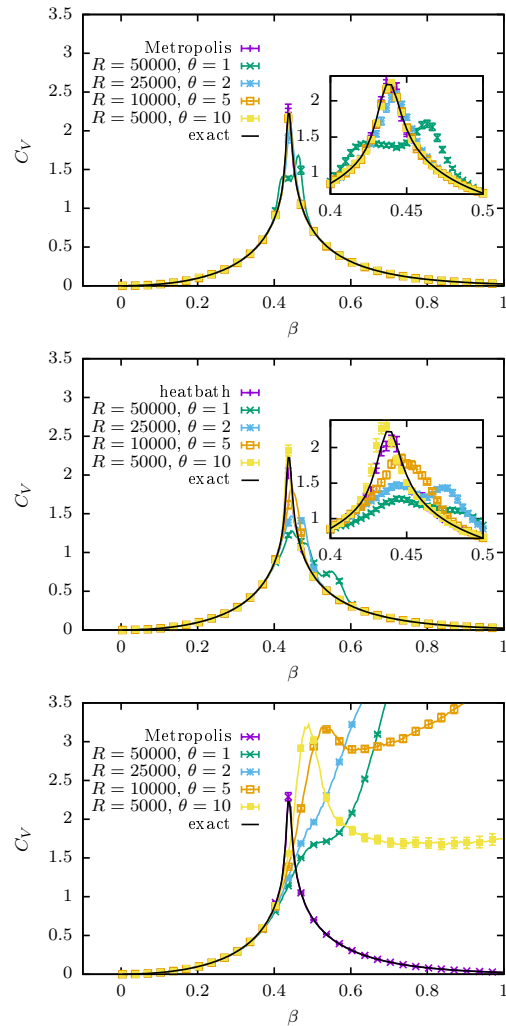 3.5
3
2.5
2
1.5
1
0.5
0
C_V
Metropolis
R = 50000, θ = 1
R = 25000, θ = 2
R = 10000, θ = 5
R = 5000, θ = 10
exact
2
1.5
1
0.4 0.45 0.5
0 0.2 0.4 0.6 0.8 1
β
3.5
3
2.5
2
1.5
1
0.5
0
C_V
heatbath
R = 50000, θ = 1
R = 25000, θ = 2
R = 10000, θ = 5
R = 5000, θ = 10
exact
2
1.5
1
0.4 0.45 0.5
0 0.2 0.4 0.6 0.8 1
β
3.5
3
2.5
2
1.5
1
0.5
0
C_V
Metropolis
R = 50000, θ = 1
R = 25000, θ = 2
R = 10000, θ = 5
R = 5000, θ = 10
exact
0 0.2 0.4 0.6 0.8 1
β